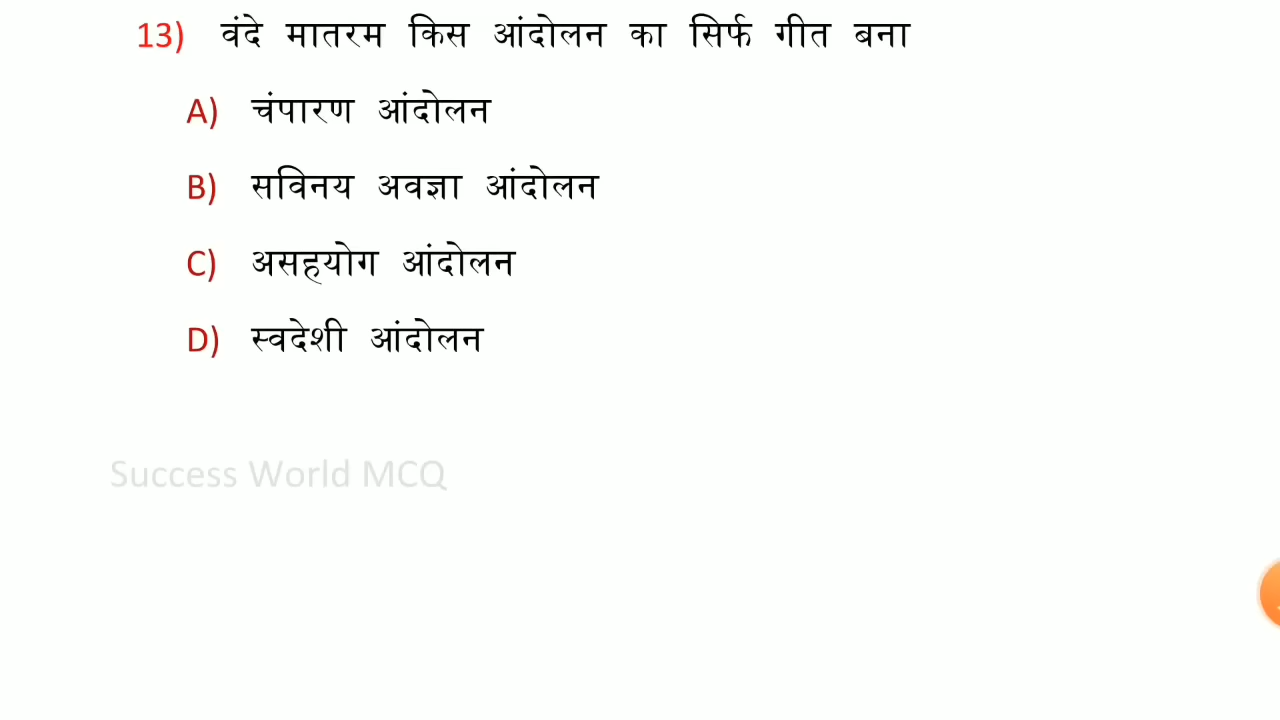 13) वंदे मातरम किस आंदोलन का सिर्फ गीत बना
A) चंपारण आंदोलन
B) सविनय अवज्ञा आंदोलन
C) असहयोग आंदोलन
D) स्वदेशी आंदोलन
Success World MCQ